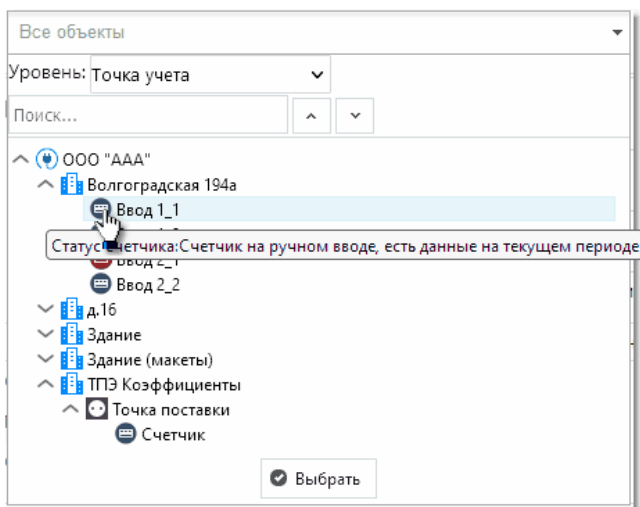 Все объекты
Уровень: Точка учета
Поиск...
ООО "ААА"
Волгоградская 194а
Ввод 1_1
Статус счетчика:Счетчик на ручном вводе, есть данные на текущем периоде
Ввод 2_1
Ввод 2_2
д.16
Здание
Здание (макеты)
ТПЭ Коэффициенты
Точка поставки
Счетчик
Выбрать